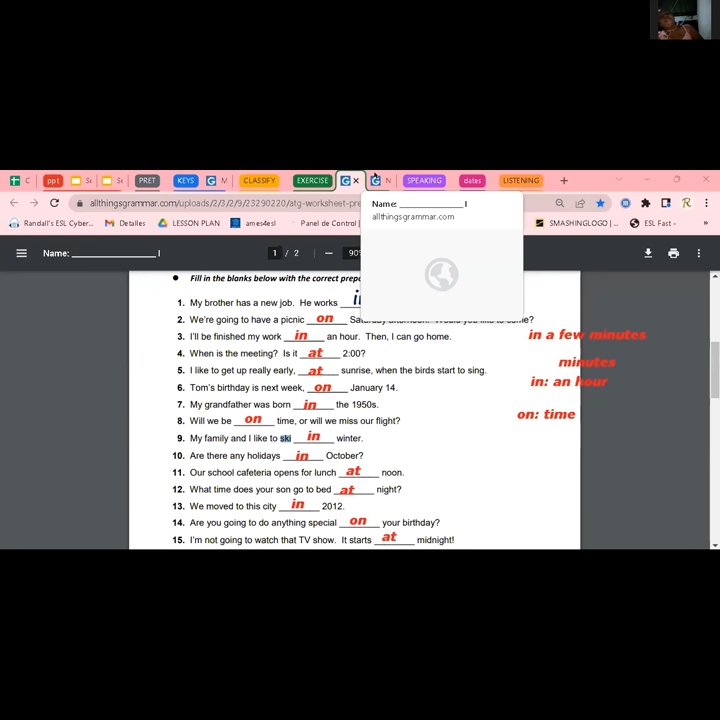 ppt Se Se PRET KEYS M CLASSIFY EXERCISE N SPEAKING dates LISTENING
allthingsgrammar.com/uploads/2/3/2/9/23290220/atg-worksheet-pre
Name: ______________ I
allthingsgrammar.com
Randall's ESL Cyber... Detalles LESSON PLAN ames4esl Panel de Control | SMASHINGLOGO |... ESL Fast -
Name: ______________ I 1 / 2
Fill in the blanks below with the correct prepo
1. My brother has a new job. He works
2. We're going to have a picnic on Saturday afternoon! Would you like to come?
3. I'll be finished my work in an hour. Then, I can go home.
in a few minutes
4. When is the meeting? Is it at 2:00?
minutes
5. I like to get up really early, at sunrise, when the birds start to sing.
in: an hour
6. Tom's birthday is next week, on January 14.
7. My grandfather was born in the 1950s.
on: time
8. Will we be on time, or will we miss our flight?
9. My family and I like to ski in winter.
10. Are there any holidays in October?
11. Our school cafeteria opens for lunch at noon.
12. What time does your son go to bed at night?
13. We moved to this city in 2012.
14. Are you going to do anything special on your birthday?
15. I'm not going to watch that TV show. It starts at midnight!